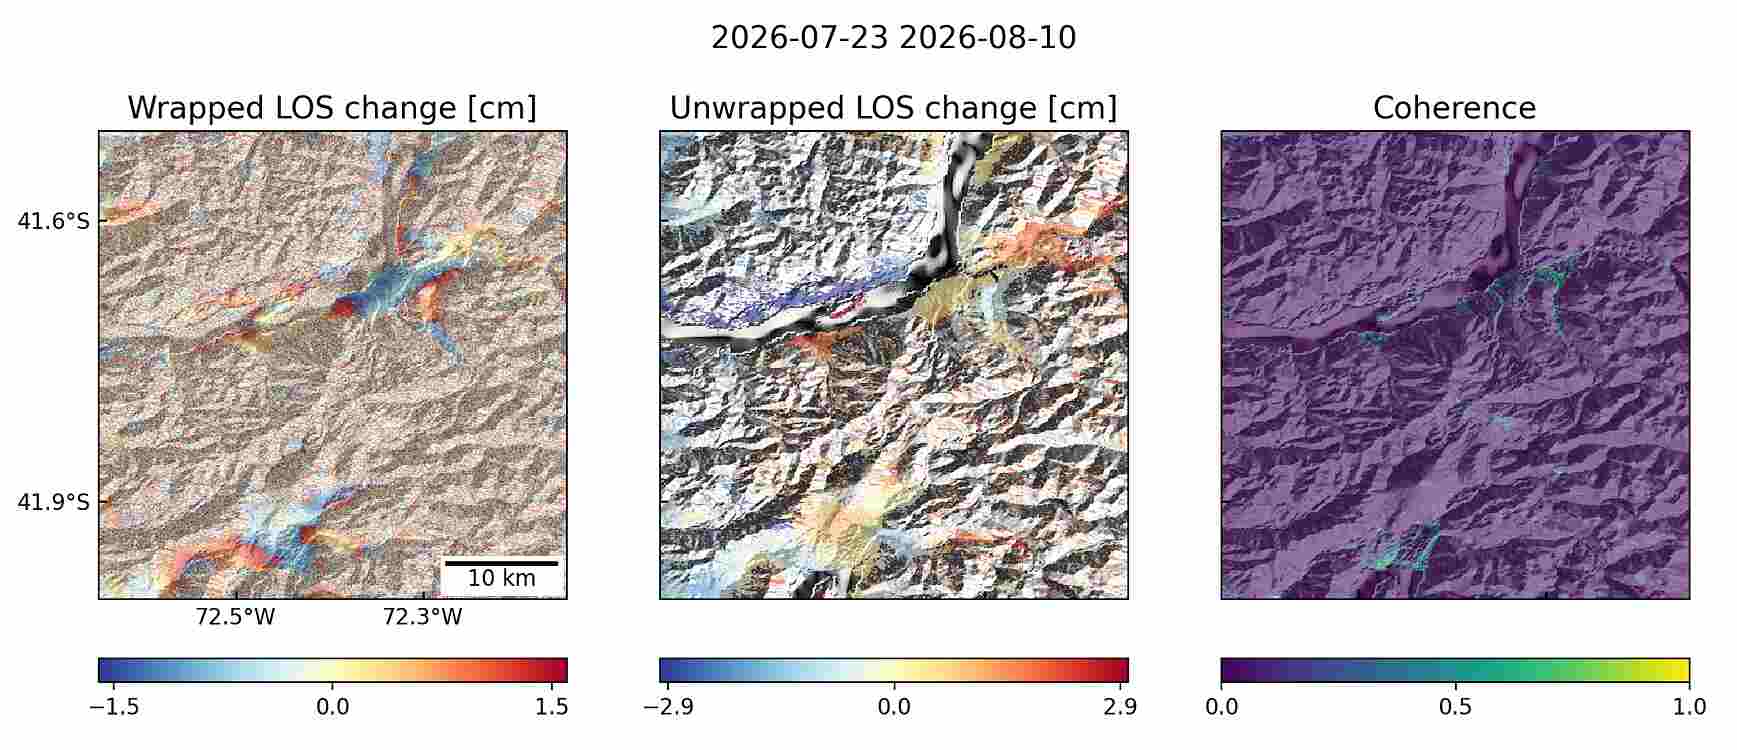 2026-07-23 2026-08-10
Wrapped LOS change [cm]
Unwrapped LOS change [cm]
Coherence
41.6°S
41.9°S
10 km
72.5°W
72.3°W
−1.5
0.0
1.5
−2.9
0.0
2.9
0.0
0.5
1.0